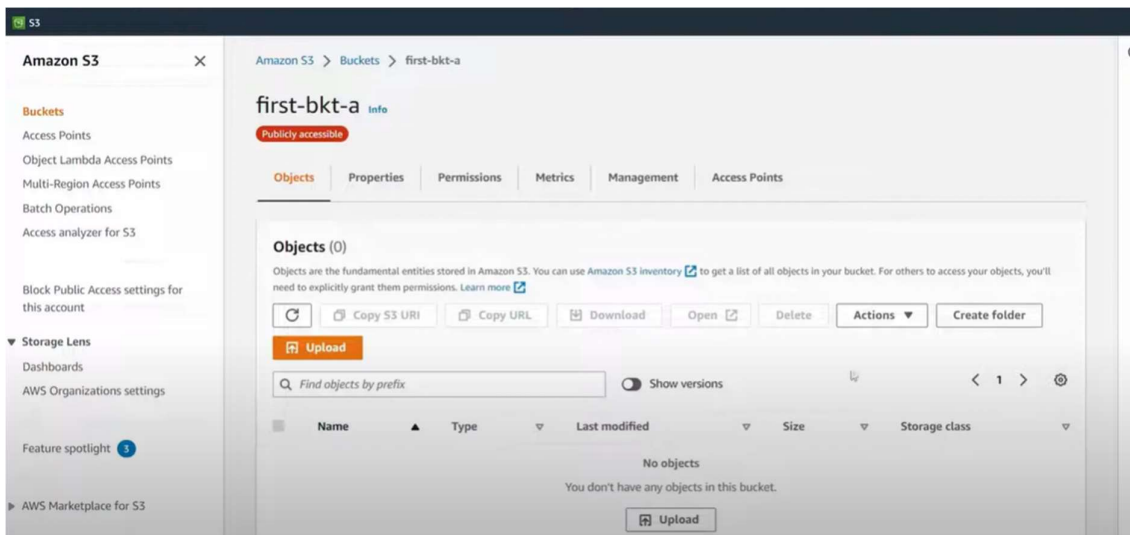 S3
Amazon S3
Buckets
Access Points
Object Lambda Access Points
Multi-Region Access Points
Batch Operations
Access analyzer for S3
Block Public Access settings for
this account
Storage Lens
Dashboards
AWS Organizations settings
Feature spotlight 3
AWS Marketplace for S3
Amazon S3 > Buckets > first-bkt-a
first-bkt-a Info
Publicly accessible
Objects Properties Permissions Metrics Management Access Points
Objects (0)
Objects are the fundamental entities stored in Amazon S3. You can use Amazon S3 inventory to get a list of all objects in your bucket. For others to access your objects, you'll
need to explicitly grant them permissions. Learn more
Copy S3 URI Copy URL Download Open Delete Actions Create folder
Upload
Find objects by prefix Show versions < 1 >
Name Type Last modified Size Storage class
No objects
You don't have any objects in this bucket.
Upload